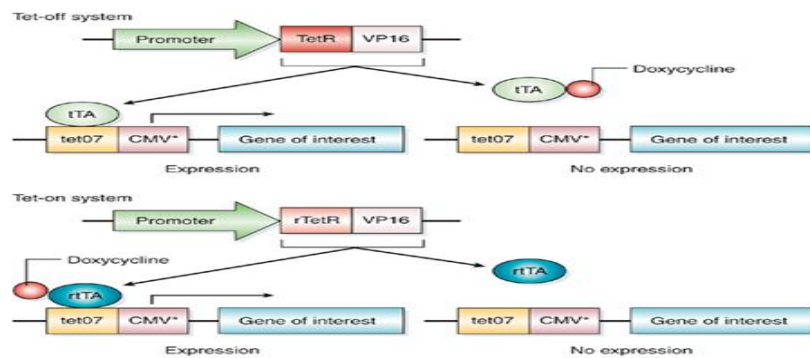 Tet-off system
Promoter TetR VP16
Doxycycline
tTA tTA
tet07 CMV* Gene of interest tet07 CMV* Gene of interest
Expression No expression
Tet-on system
Promoter rTetR VP16
Doxycycline
rtTA rtTA
tet07 CMV* Gene of interest tet07 CMV* Gene of interest
Expression No expression